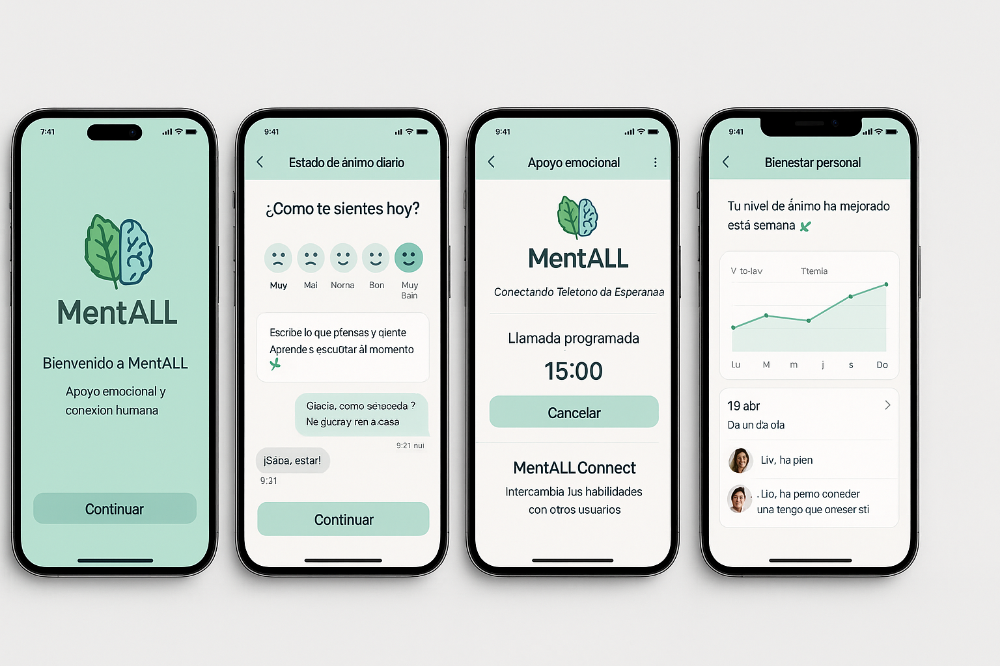 7:41
MentALL
Bienvenido a MentALL
Apoyo emocional y
conexion humana
Continuar
9:41
Estado de ánimo diario
¿Como te sientes hoy?
Muy
Mai
Norna
Bon
Muy
Bain
Escribe lo que pfensas y qiente
Aprende s escu0tar àl momento
Giacia, como
Ne ren a casa
9:21 nui
¡Sàba, estar!
9:21
Continuar
9:41
Apoyo emocional
MentALL
Conectando Teletono da Esperanaa
Llamada programada
15:00
Cancelar
MentALL Connect
Intercambia Jus habilidades
con otros usuarios
9:41
Bienestar personal
Tu nivel de ánimo ha mejorado
está semana
V to-lav
Ttemia
Lu M m j s Do
19 abr
Da un dia ola
Liv, ha pien
. . Lio, ha pemo coneder
una tengo que omeser sti